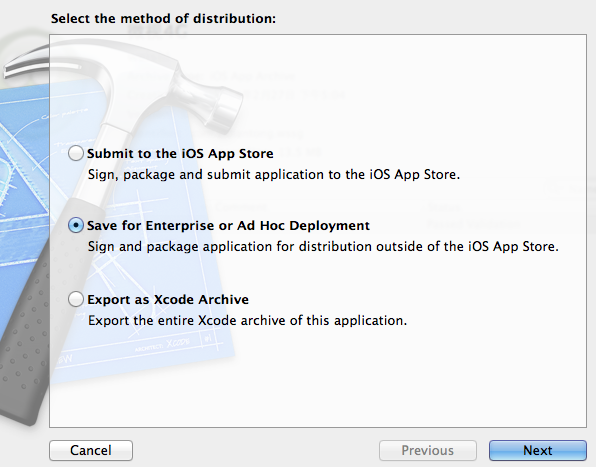 Select the method of distribution:
Submit to the iOS App Store
Sign, package and submit application to the iOS App Store.
Save for Enterprise or Ad Hoc Deployment
Sign and package application for distribution outside of the iOS App Store.
Export as Xcode Archive
Export the entire Xcode archive of this application.
Cancel
Previous
Next